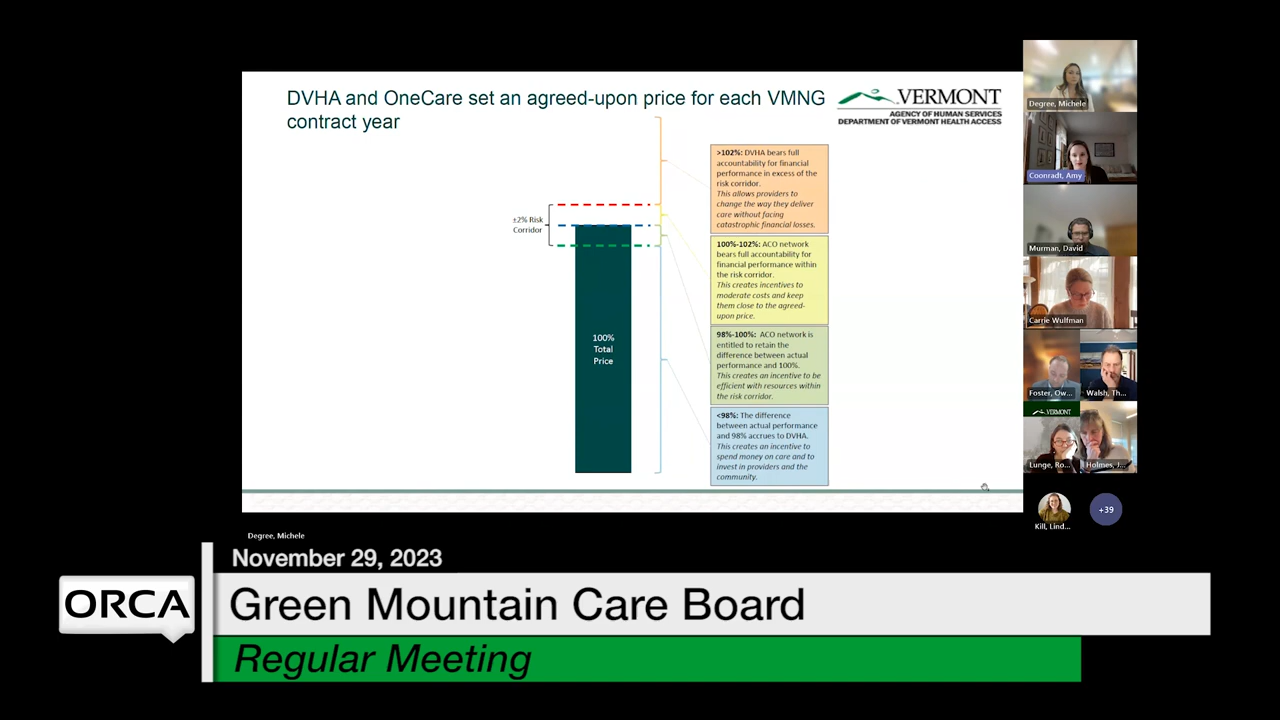 DVHA and OneCare set an agreed-upon price for each VMNG
contract year
VERMONT
AGENCY OF HUMAN SERVICES
DEPARTMENT OF VERMONT HEALTH ACCESS
±2% Risk
Corridor
100%
Total
Price
>102%: DVHA bears full
accountability for financial
performance in excess of the
risk corridor.
This allows providers to
change the way they deliver
care without facing
catastrophic financial losses.
100%-102%: ACO network
bears full accountability for
financial performance within
the risk corridor.
This creates incentives to
moderate costs and keep
them close to the agreed-
upon price.
98%-100%: ACO network is
entitled to retain the
difference between actual
performance and 100%.
This creates an incentive to be
efficient with resources within
the risk corridor.
<98%: The difference
between actual performance
and 98% accrues to DVHA.
This creates an incentive to
spend money on care and to
invest in providers and the
community.
Degree, Michele
Coonradt, Amy
Murman, David
Carrie Wulfman
Foster, Ow...
Walsh, Th...
VERMONT
Lunge, Ro...
Holmes, J...
Kill, Lind...
+39
Degree, Michele
November 29, 2023
ORCA
Green Mountain Care Board
Regular Meeting